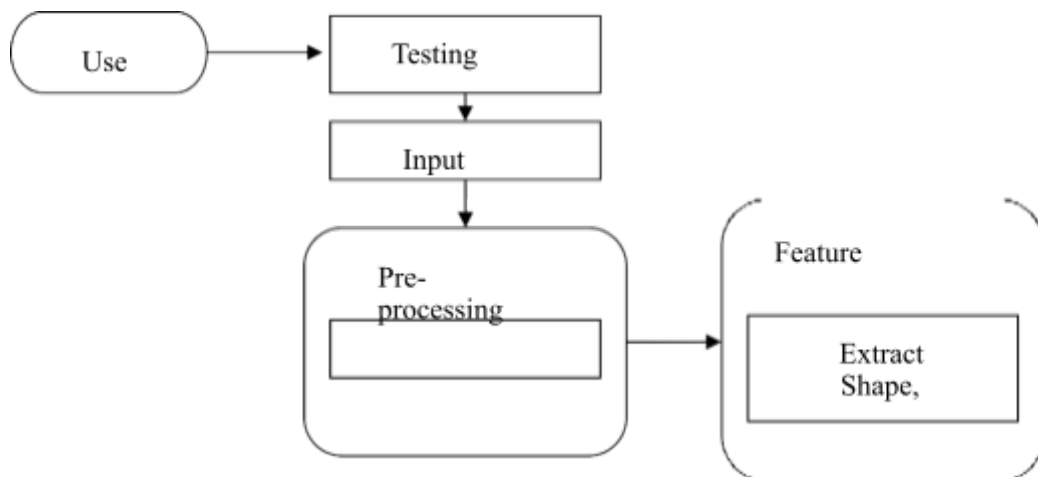 Use
Testing
Input
Pre-
processing
Feature
Extract
Shape,